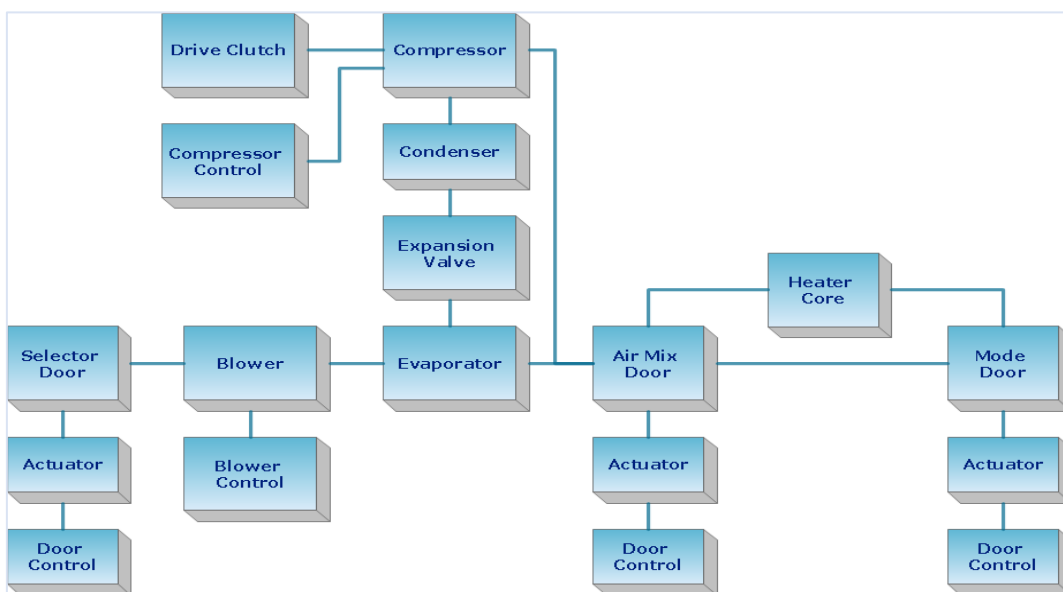 Drive Clutch
Compressor
Compressor
Control
Condenser
Expansion
Valve
Heater
Core
Selector
Door
Blower
Evaporator
Air Mix
Door
Mode
Door
Actuator
Blower
Control
Actuator
Actuator
Door
Control
Door
Control
Door
Control